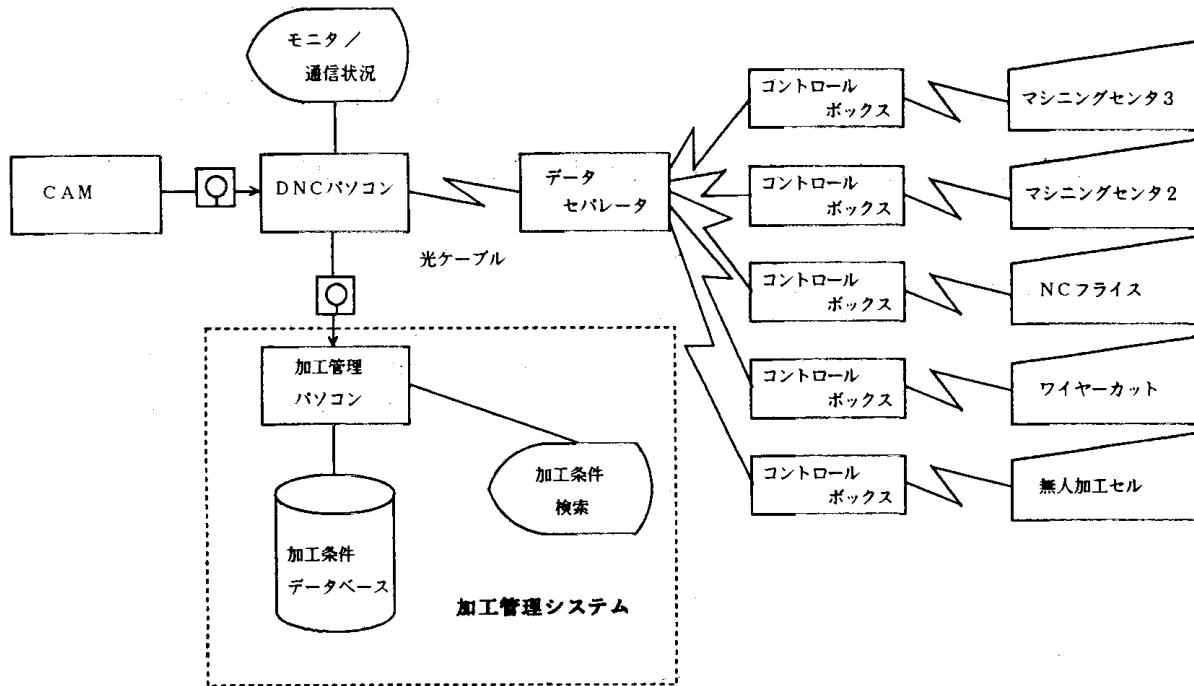 モニタ／
通信状況
CAM
DNCパソコン
光ケーブル
データ
セパレータ
コントロール
ボックス
マシニングセンタ3
コントロール
ボックス
マシニングセンタ2
コントロール
ボックス
NCフライス
コントロール
ボックス
ワイヤーカット
コントロール
ボックス
無人加工セル
加工管理
パソコン
加工条件
検索
加工条件
データベース
加工管理システム